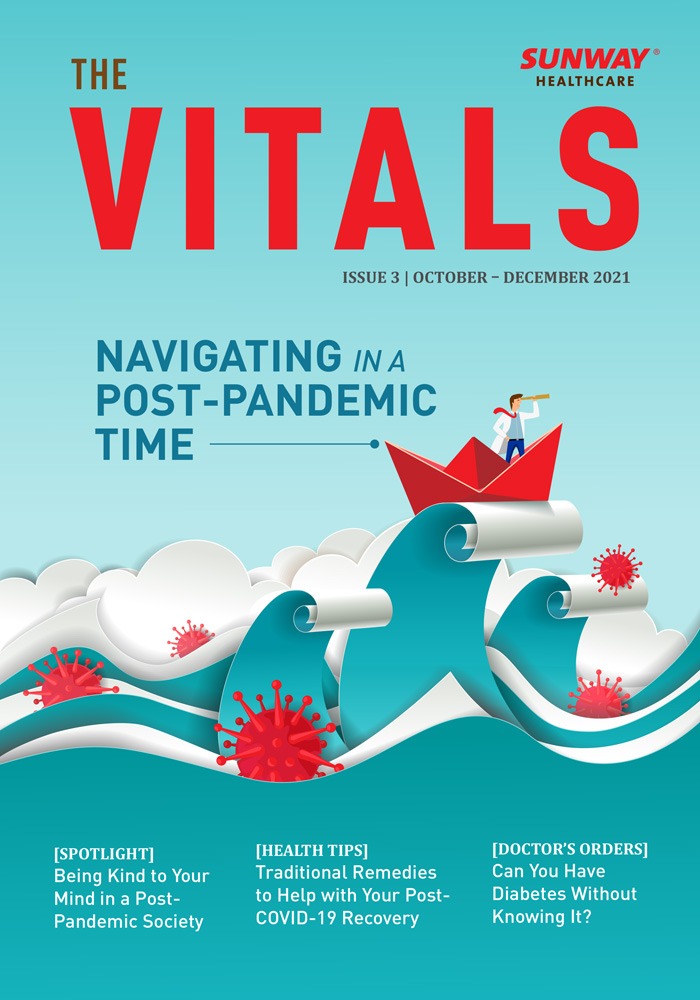 THE
SUNWAY®
HEALTHCARE
VITALS
ISSUE 3 | OCTOBER – DECEMBER 2021
NAVIGATING IN A
POST-PANDEMIC
TIME
[SPOTLIGHT]
Being Kind to Your
Mind in a Post-
Pandemic Society
[HEALTH TIPS]
Traditional Remedies
to Help with Your Post-
COVID-19 Recovery
[DOCTOR'S ORDERS]
Can You Have
Diabetes Without
Knowing It?